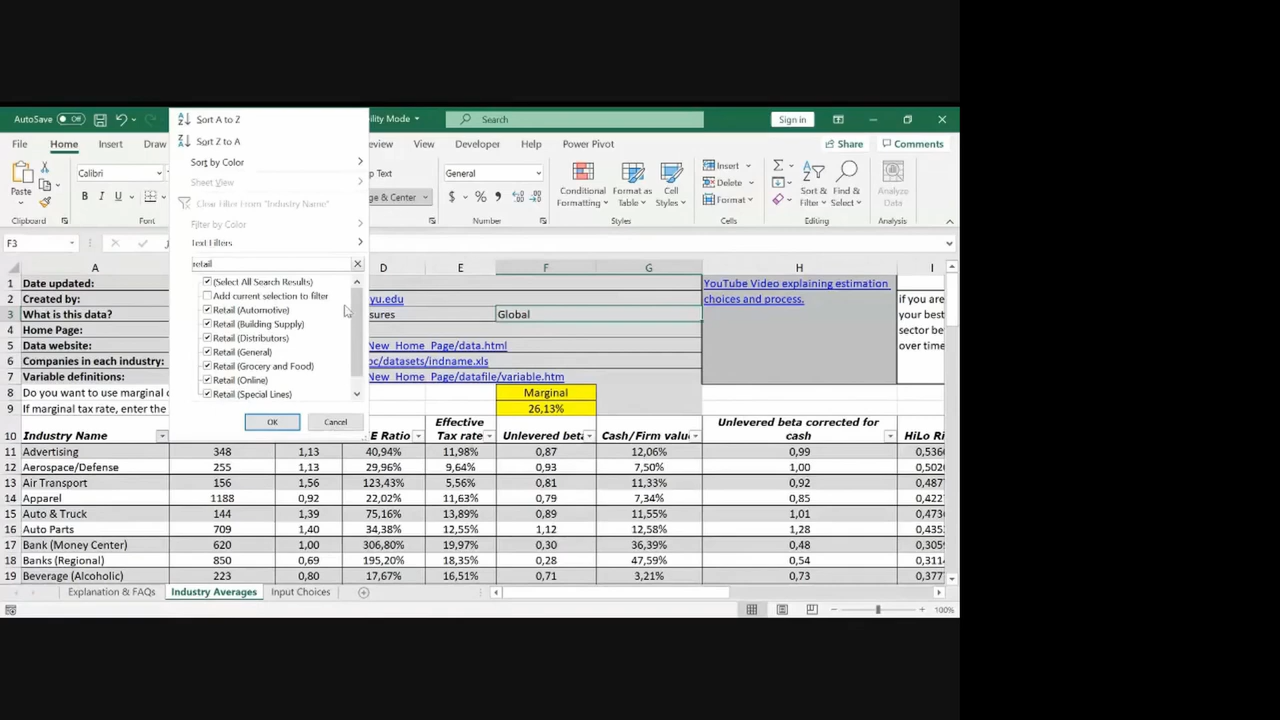 AutoSave Off
Sort A to Z
ility Mode
Search
Sign in
Sort Z to A
File Home Insert Draw eview View Developer Help Power Pivot Share Comments
Sort by Color
Sheet View
Clear Filter From "Industry Name"
Filter by Color
Text Filters
Paste
Calibri
B I U
p Text
ge & Center
General
$ % 9
Conditional Formatting
Format as Table
Cell Styles
Insert
Delete
Format
Sort & Filter
Find & Select
Analyze Data
Clipboard Font Number Styles Cells Editing Analysis
F3
retail
(Select All Search Results)
Add current selection to filter
Retail (Automotive)
Retail (Building Supply)
Retail (Distributors)
Retail (General)
Retail (Grocery and Food)
Retail (Online)
Retail (Special Lines)
OK Cancel
A D E F G H I
1 Date updated: YouTube Video explaining estimation
2 Created by: yu.edu choices and process. if you are
3 What is this data? sures Global your best
4 Home Page: sector be
5 Data website: New_Home_Page/data.html over time
6 Companies in each industry: pc/datasets/indname.xls
7 Variable definitions: New_Home_Page/datafile/variable.htm
8 Do you want to use marginal Marginal
9 If marginal tax rate, enter the 26,13%
10 Industry Name E Ratio Effective Tax rate Unlevered beta Cash/Firm valu Unlevered beta corrected for cash HiLo Ri
11 Advertising 348 1,13 40,94% 11,98% 0,87 12,06% 0,99 0,536
12 Aerospace/Defense 255 1,13 29,96% 9,64% 0,93 7,50% 1,00 0,502
13 Air Transport 156 1,56 123,43% 5,56% 0,81 11,33% 0,92 0,487
14 Apparel 1188 0,92 22,02% 11,63% 0,79 7,34% 0,85 0,422
15 Auto & Truck 144 1,39 75,16% 13,89% 0,89 11,55% 1,01 0,473
16 Auto Parts 709 1,40 34,38% 12,55% 1,12 12,58% 1,28 0,435
17 Bank (Money Center) 620 1,00 306,80% 19,97% 0,30 36,39% 0,48 0,305
18 Banks (Regional) 850 0,69 195,20% 18,35% 0,28 47,59% 0,54 0,311
19 Beverage (Alcoholic) 223 0,80 17,67% 16,51% 0,71 3,21% 0,73 0,377
Explanation & FAQs Industry Averages Input Choices
100%